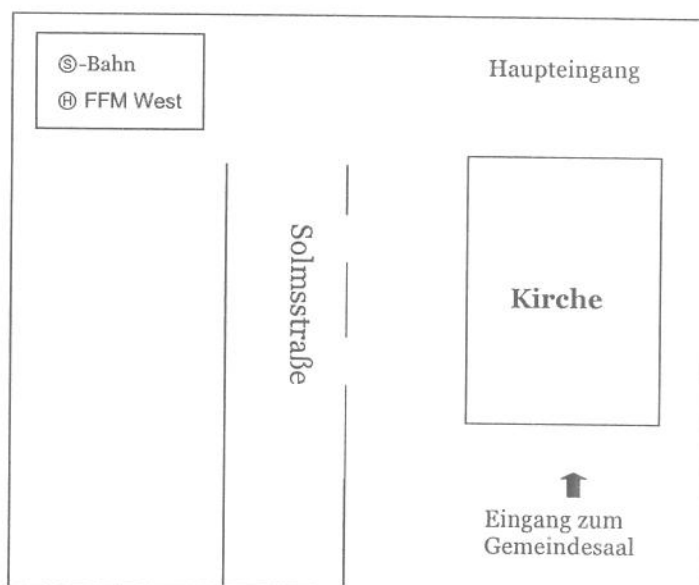 Ⓢ-Bahn
Ⓗ FFM West
Haupteingang
Solmsstraße
Kirche
Eingang zum
Gemeindesaal